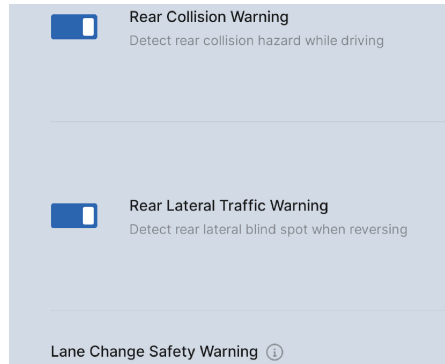 Rear Collision Warning
Detect rear collision hazard while driving
Rear Lateral Traffic Warning
Detect rear lateral blind spot when reversing
Lane Change Safety Warning